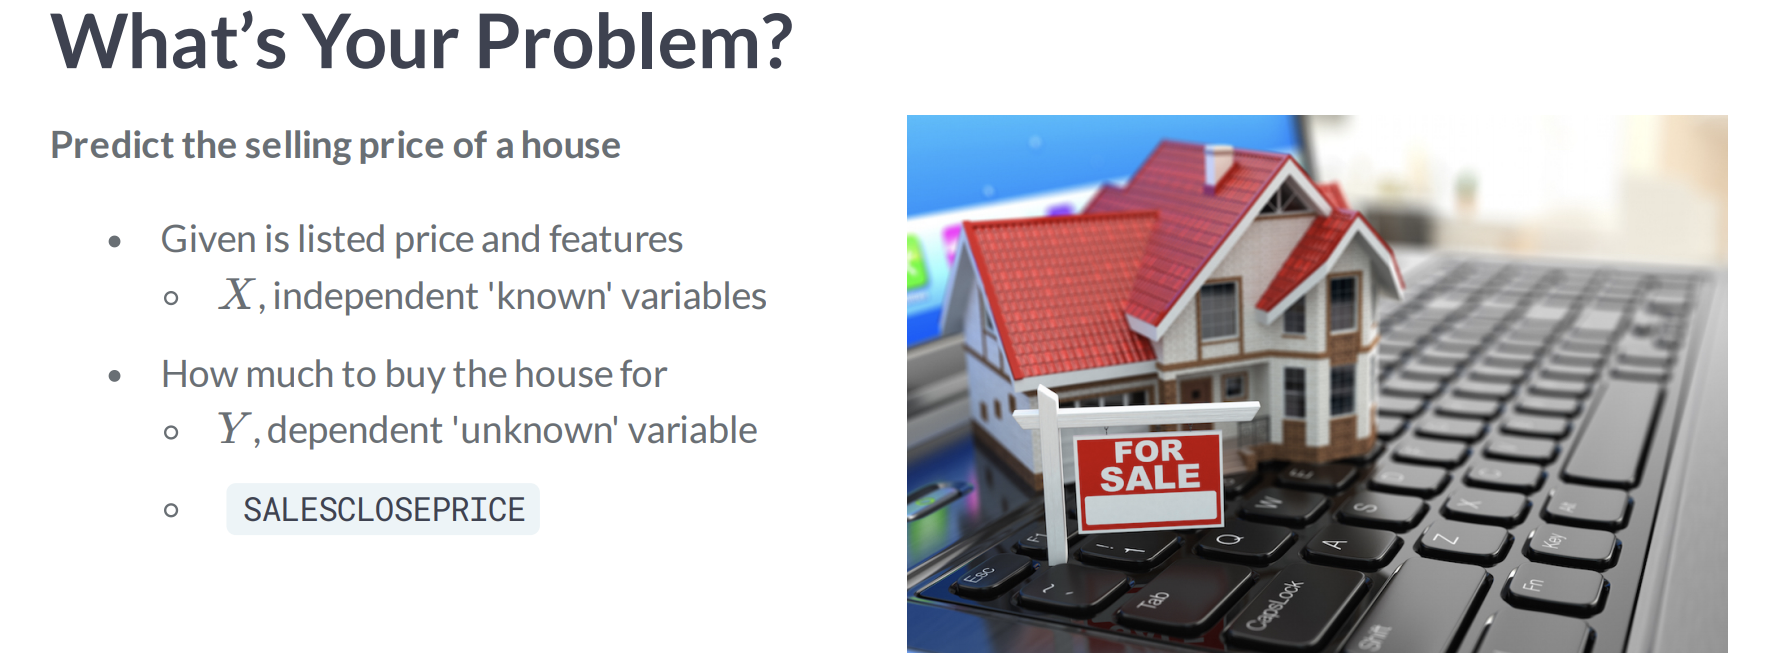 What’s Your Problem?
Predict the selling price of a house
Given is listed price and features
X, independent 'known' variables
How much to buy the house for
Y, dependent 'unknown' variable
SALESCLOSEPRICE
FOR
SALE
Esc
F1
! 1
Q
W
E
~ `
Tab
A
S
D
CapsLock
Z
X
C
Shift
Fn
Key
Alt